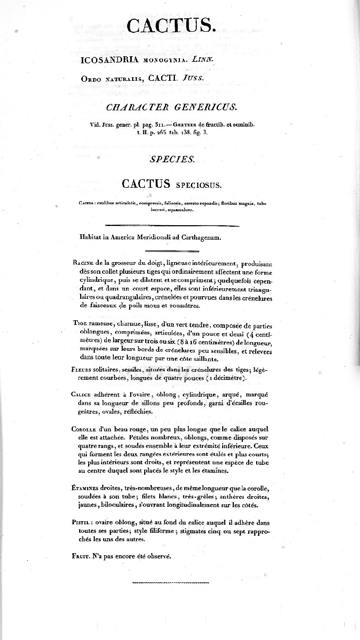 CACTUS.
ICOSANDRIA MONOGYNIA. LINN.
ORDO NATURALIS, CACTI. JUSS.
CHARACTER GENERICUS.
Vid. Juss. gener. pl. pag. 311.—GÆRTNER de fructib. et seminib.
t. II. p. 265. tab. 138. fig. 3.
SPECIES.
CACTUS SPECIOSUS.
CACTUS : caulibus articulatis, compressis, foliaceis, serrato-repandis ; floribus magnis, tubo
Habitat in America Meridionali ad Carthagenam.
RACINE de la grosseur du doigt, ligneuse intérieurement, produisant
dès son collet plusieurs tiges qui ordinairement affectent une forme
cylindrique, puis se dilatent et se compriment ; quelquefois cepen-
dant, et dans un court espace, elles sont inférieurement triangu-
laires ou quadrangulaires, crénelées et pourvues dans les crénelures
de faisceaux de poils mous et roussâtres.
TIGE rameuse, charnue, lisse, d'un vert tendre, composée de parties
oblongues, comprimées, articulées, d'un pouce et demi (4 centi-
mètres) de largeur sur trois ou six (8 à 16 centimètres) de longueur,
marquées sur leurs bords de crénelures peu sensibles, et relevées
dans toute leur longueur par une côte saillante.
FLEURS solitaires, sessiles, situées dans les crénelures des tiges ; légè-
rement courbées, longues de quatre pouces (1 décimètre).
CALICE adhérent à l'ovaire, oblong, cylindrique, arqué, marqué
dans sa longueur de sillons peu profonds, garni d'écailles rou-
geâtres, ovales, réfléchies.
COROLLE d'un beau rouge, un peu plus longue que le calice auquel
elle est attachée. Pétales nombreux, oblongs, comme disposés sur
quatre rangs, et soudés ensemble à leur extrémité inférieure. Ceux
qui forment les deux rangées extérieures sont étalés et plus courts ;
les plus intérieurs sont droits, et représentent une espèce de tube
au centre duquel sont placés le style et les étamines.
ÉTAMINES droites, très-nombreuses, de même longueur que la corolle,
soudées à son tube ; filets blancs, très-grêles ; anthères droites,
jaunes, biloculaires, s'ouvrant longitudinalement sur les côtés.
PISTIL : ovaire oblong, situé au fond du calice auquel il adhère dans
toutes ses parties ; style filiforme ; stigmates cinq ou sept rappro-
chés les uns des autres.
FRUIT. N'a pas encore été observé.